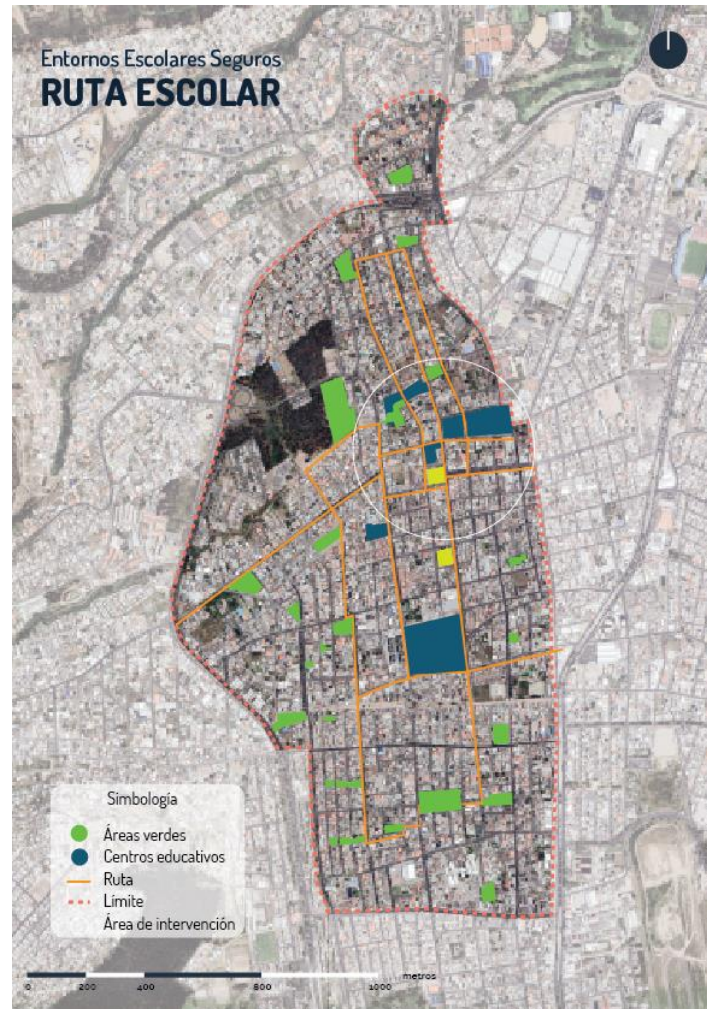 Entornos Escolares Seguros
RUTA ESCOLAR
Simbología
Áreas verdes
Centros educativos
Ruta
Límite
Área de intervención
metros
0 200 400 800 1000